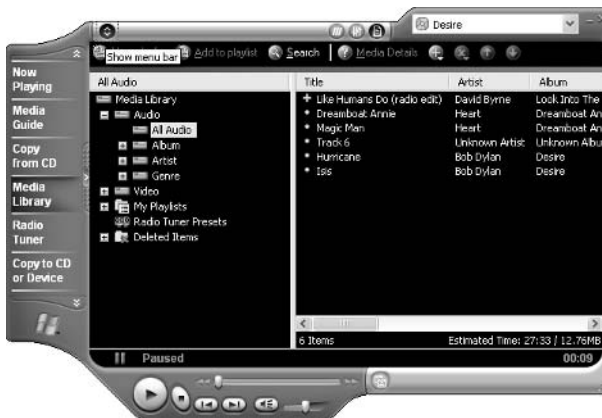 Desire
Show menu bar
Add to playlist Search Media Details
Now Playing
Media Guide
Copy from CD
Media Library
Radio Tuner
Copy to CD or Device
All Audio
Media Library
Audio
All Audio
Album
Artist
Genre
Video
My Playlists
Radio Tuner Presets
Deleted Items
Title Artist Album
Like Humans Do (radio edit) David Byrne Look Into The
Dreamboat Annie Heart Dreamboat An
Magic Man Heart Dreamboat An
Track 6 Unknown Artist Unknown Albu
Hurricane Bob Dylan Desire
Isis Bob Dylan Desire
6 Items Estimated Time: 27:33 / 12.76MB
Paused 00:09